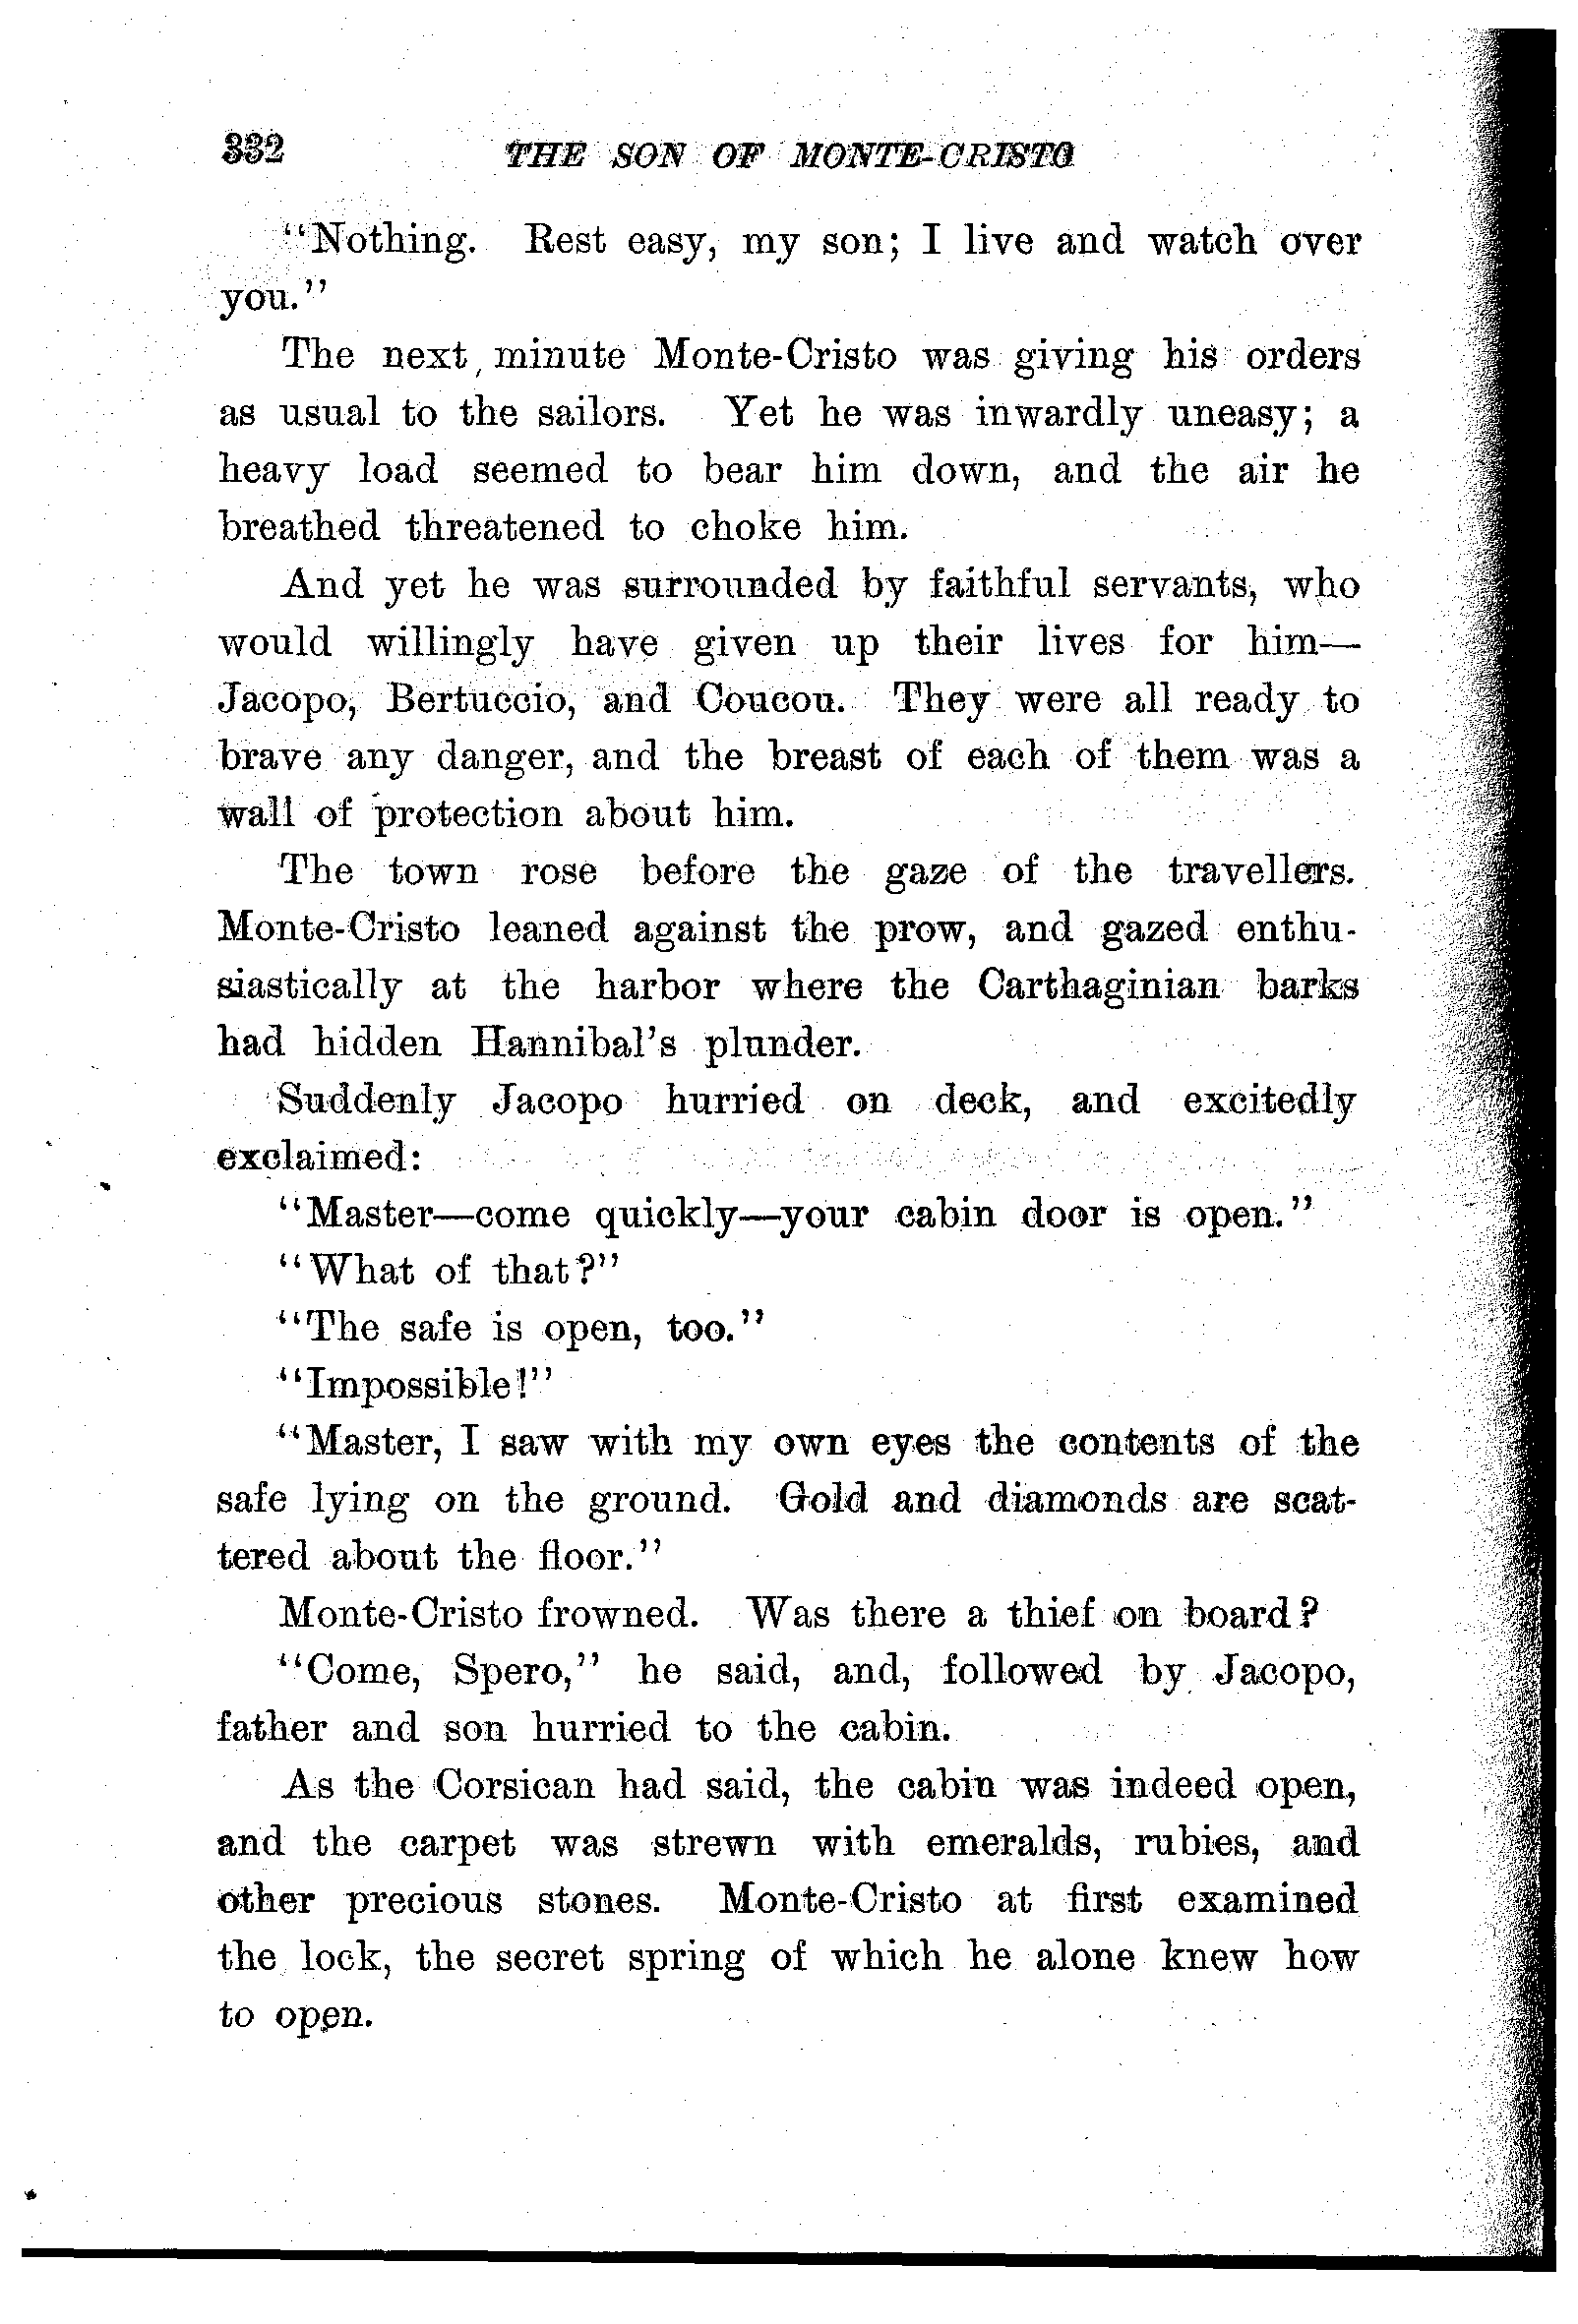 332 THE SON OF MONTE-CRISTO
"Nothing. Rest easy, my son; I live and watch over
you."
The next minute Monte-Cristo was giving his orders
as usual to the sailors. Yet he was inwardly uneasy; a
heavy load seemed to bear him down, and the air he
breathed threatened to choke him.
And yet he was surrounded by faithful servants, who
would willingly have given up their lives for him—
Jacopo, Bertuccio, and Coucou. They were all ready to
brave any danger, and the breast of each of them was a
wall of protection about him.
The town rose before the gaze of the travellers.
Monte-Cristo leaned against the prow, and gazed enthu-
siastically at the harbor where the Carthaginian barks
had hidden Hannibal's plunder.
Suddenly Jacopo hurried on deck, and excitedly
exclaimed:
"Master—come quickly—your cabin door is open."
"What of that?"
"The safe is open, too."
"Impossible!"
"Master, I saw with my own eyes the contents of the
safe lying on the ground. Gold and diamonds are scat-
tered about the floor."
Monte-Cristo frowned. Was there a thief on board?
"Come, Spero," he said, and, followed by Jacopo,
father and son hurried to the cabin.
As the Corsican had said, the cabin was indeed open,
and the carpet was strewn with emeralds, rubies, and
other precious stones. Monte-Cristo at first examined
the lock, the secret spring of which he alone knew how
to open.